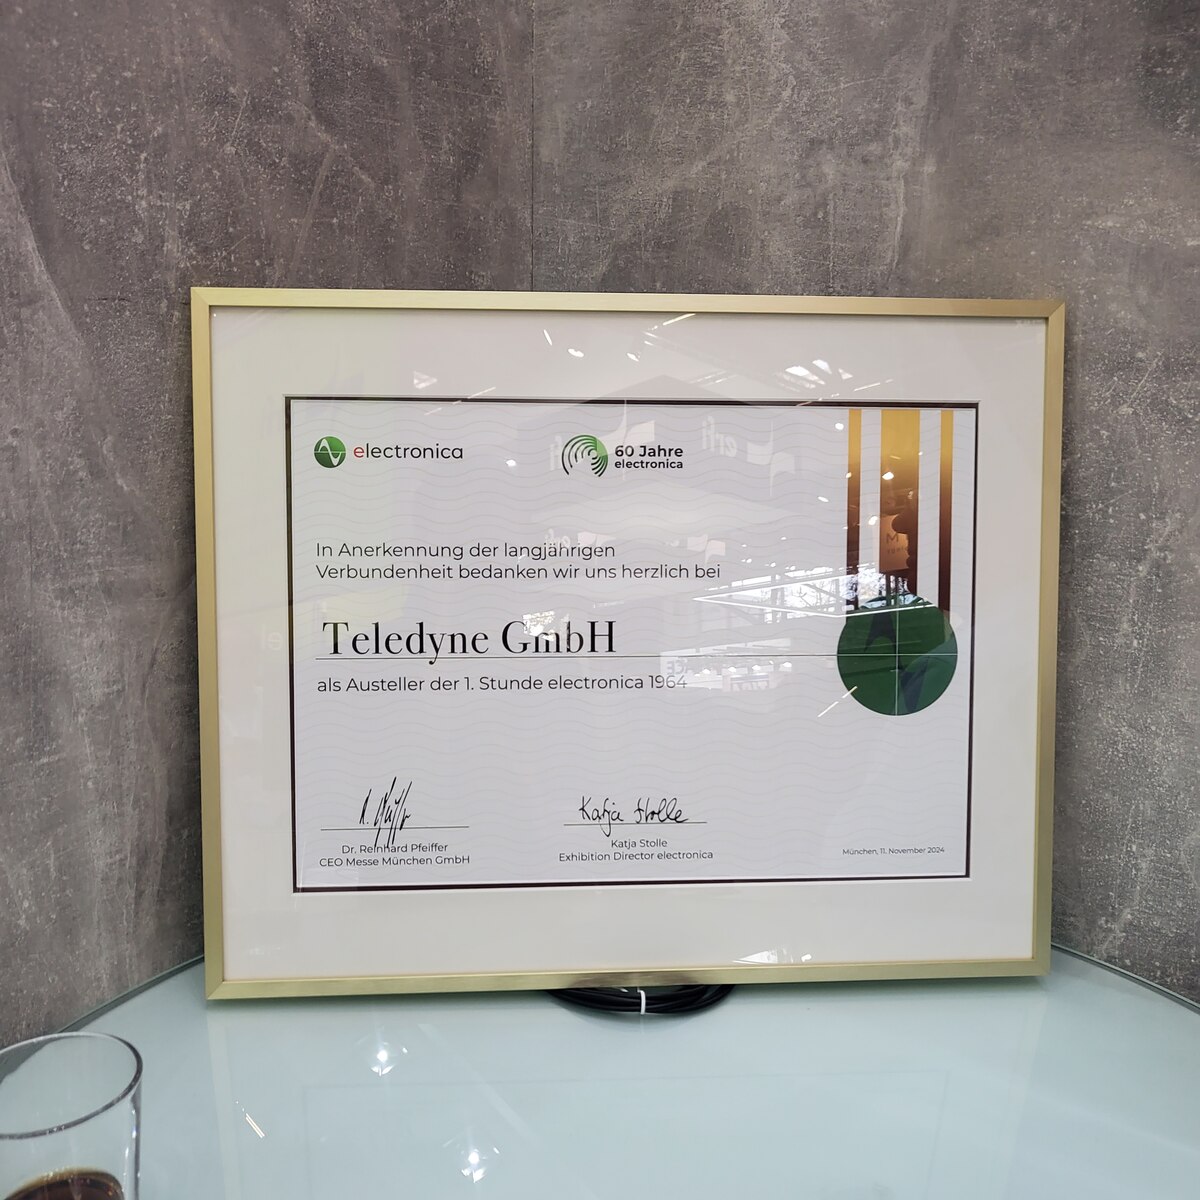 electronica
60 Jahre
electronica
In Anerkennung der langjährigen
Verbundenheit bedanken wir uns herzlich bei
Teledyne GmbH
als Austeller der 1. Stunde electronica 1964
Katja Stolle
Dr. Reinhard Pfeiffer
CEO Messe München GmbH
Katja Stolle
Exhibition Director electronica
München, 11. November 2024